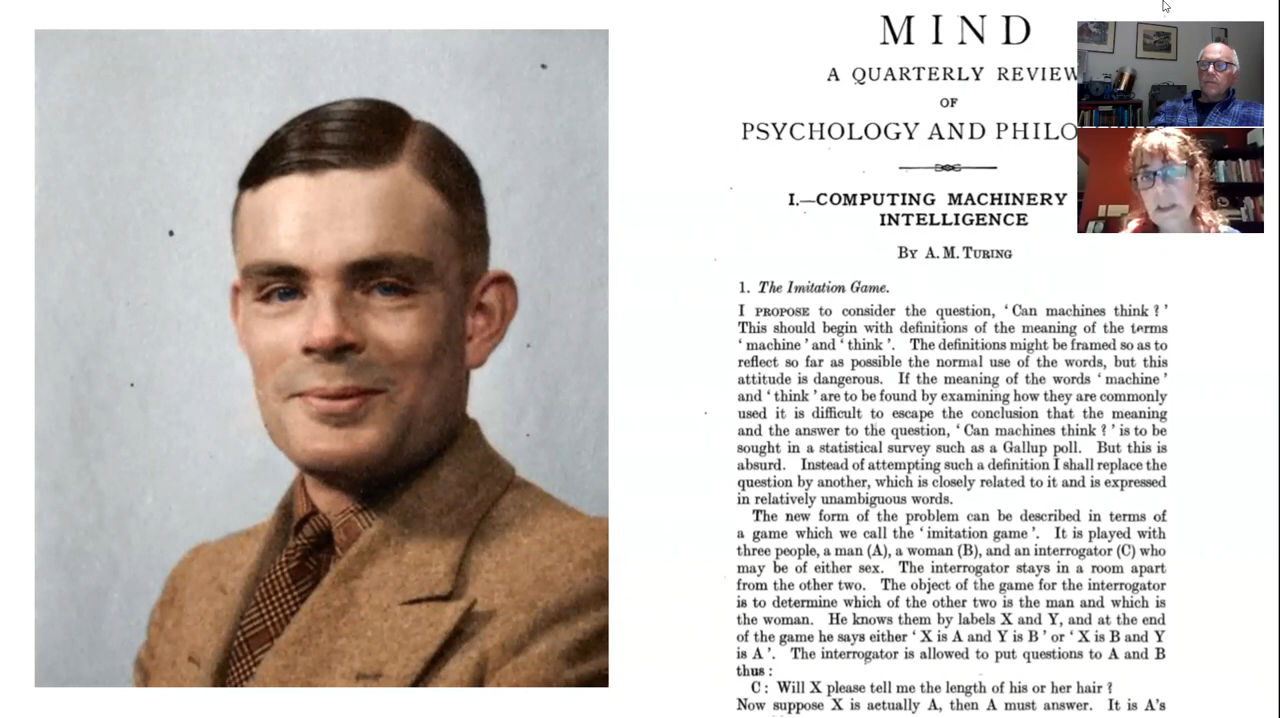 MIND
A QUARTERLY REVIEW
OF
PSYCHOLOGY AND
I.—COMPUTING MACHINERY
INTELLIGENCE
BY A. M. TURING
1. The Imitation Game.
I PROPOSE to consider the question, ‘Can machines think?’
This should begin with definitions of the meaning of the terms
‘machine’ and ‘think’. The definitions might be framed so as to
reflect so far as possible the normal use of the words, but this
attitude is dangerous. If the meaning of the words ‘machine’
and ‘think’ are to be found by examining how they are commonly
used it is difficult to escape the conclusion that the meaning
and the answer to the question, ‘Can machines think?’ is to be
sought in a statistical survey such as a Gallup poll. But this is
absurd. Instead of attempting such a definition I shall replace the
question by another, which is closely related to it and is expressed
in relatively unambiguous words.
The new form of the problem can be described in terms of
a game which we call the ‘imitation game’. It is played with
three people, a man (A), a woman (B), and an interrogator (C) who
may be of either sex. The interrogator stays in a room apart
from the other two. The object of the game for the interrogator
is to determine which of the other two is the man and which is
the woman. He knows them by labels X and Y, and at the end
of the game he says either ‘X is A and Y is B’ or ‘X is B and Y
is A’. The interrogator is allowed to put questions to A and B
thus:
C: Will X please tell me the length of his or her hair?
Now suppose X is actually A, then A must answer. It is A's